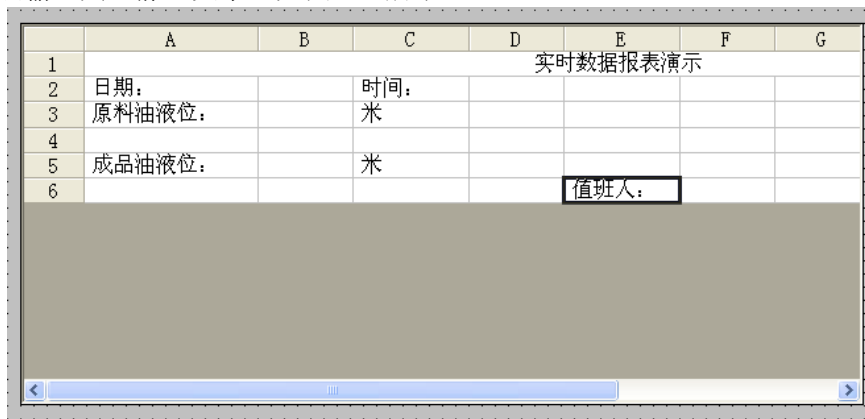 A B C D E F G
1 实时数据报表演示
2 日期： 时间：
3 原料油液位： 米
4
5 成品油液位： 米
6 值班人：